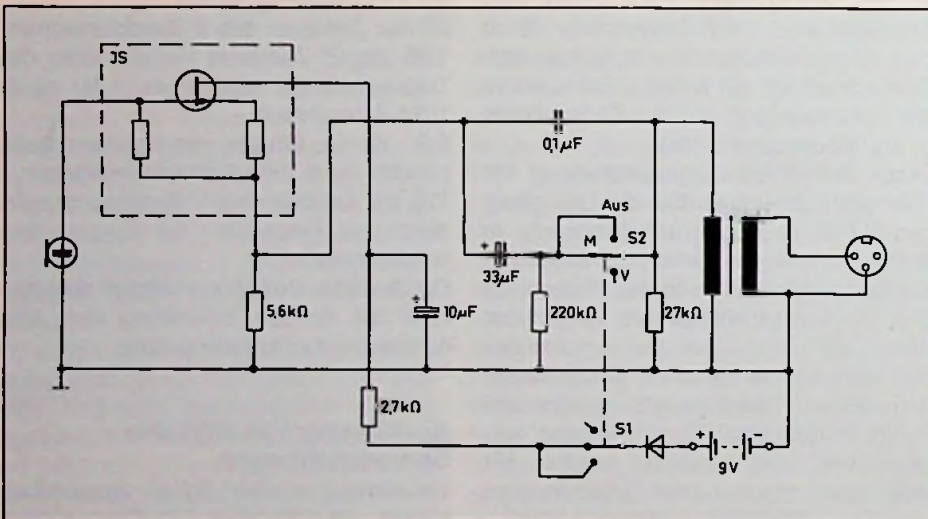 JS
0,1µF
Aus
M
S2
V
33µF
5,6kΩ
10µF
220kΩ
27kΩ
2,7kΩ
S1
9V